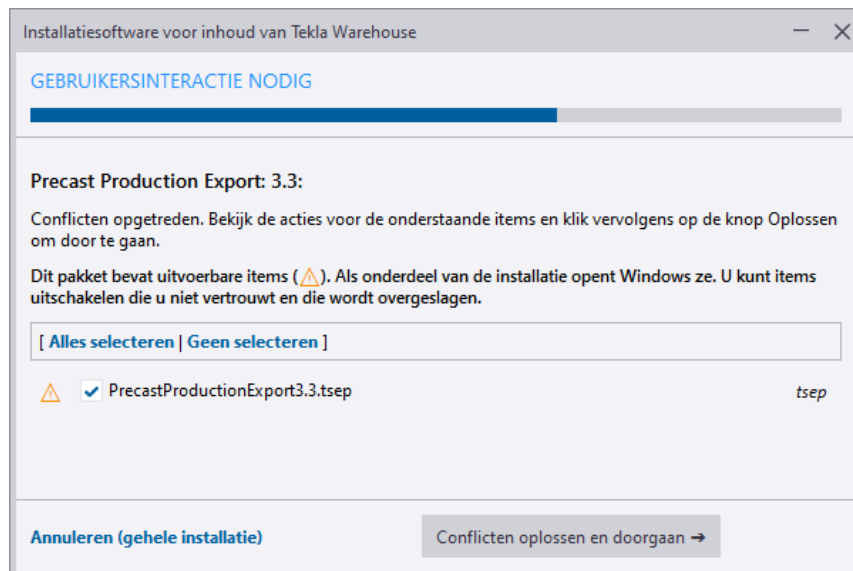 Installatiesoftware voor inhoud van Tekla Warehouse
GEBRUIKERSINTERACTIE NODIG
Precast Production Export: 3.3:
Conflicten opgetreden. Bekijk de acties voor de onderstaande items en klik vervolgens op de knop Oplossen
om door te gaan.
Dit pakket bevat uitvoerbare items (⚠). Als onderdeel van de installatie opent Windows ze. U kunt items
uitschakelen die u niet vertrouwt en die wordt overgeslagen.
[ Alles selecteren | Geen selecteren ]
PrecastProductionExport3.3.tsep tsep
Annuleren (gehele installatie) Conflicten oplossen en doorgaan ➔